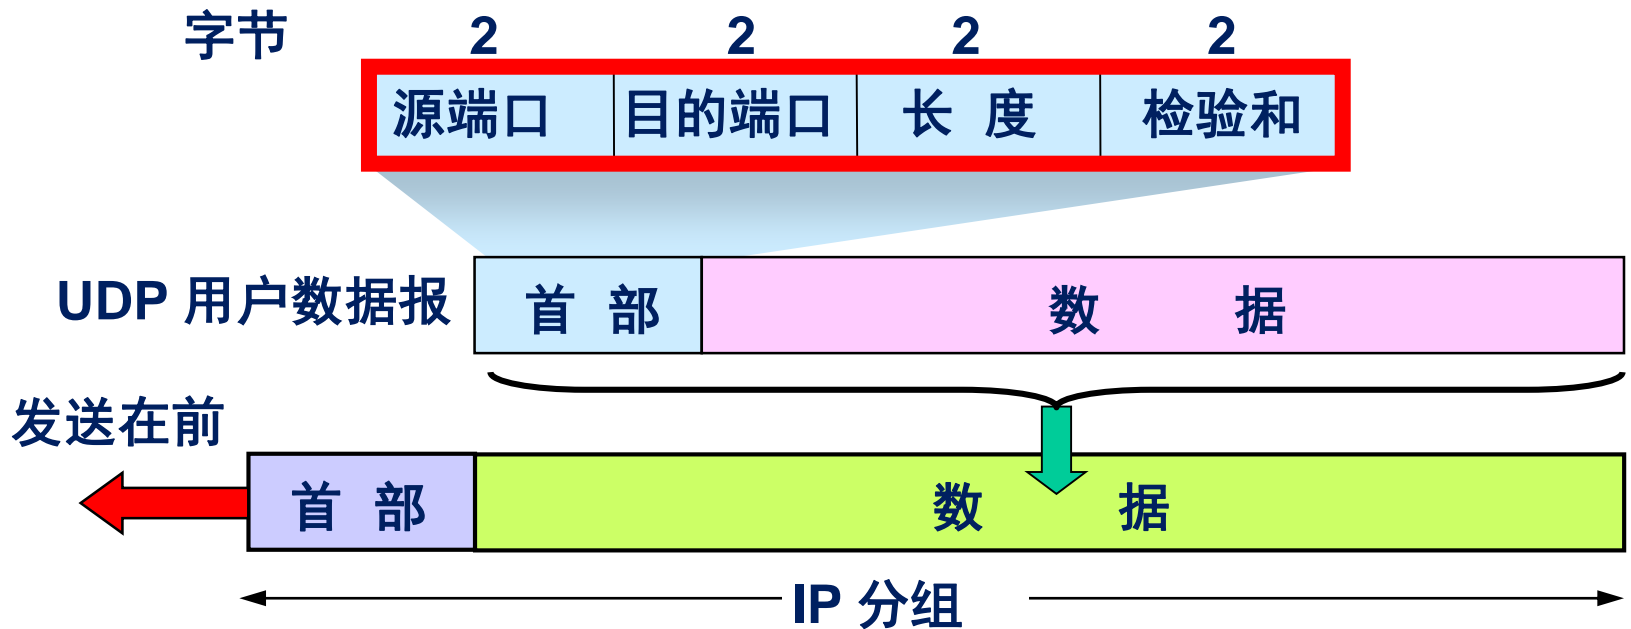 字节 2 2 2 2
源端口 目的端口 长 度 检验和
UDP 用户数据报 首 部 数 据
发送在前
首 部 数 据
IP 分组